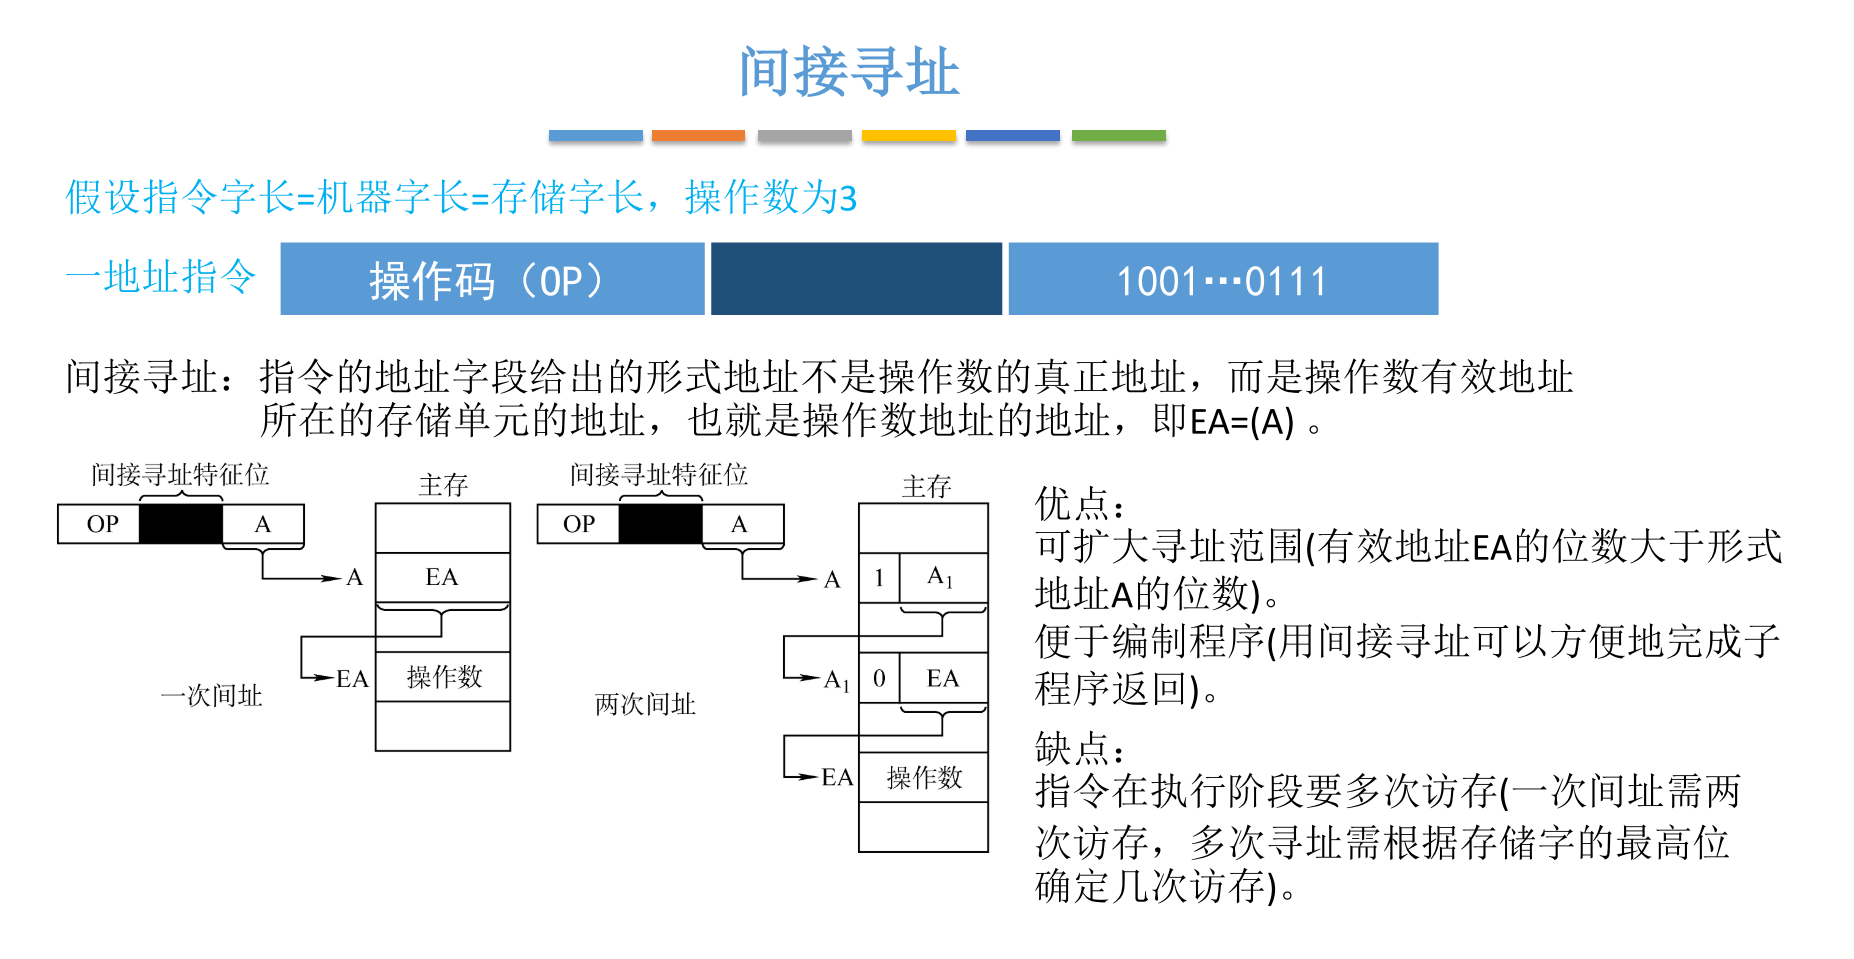 间接寻址
假设指令字长=机器字长=存储字长，操作数为3
一地址指令 操作码（OP） 1001…0111
间接寻址：指令的地址字段给出的形式地址不是操作数的真正地址，而是操作数有效地址
所在的存储单元的地址，也就是操作数地址的地址，即EA=(A) 。
间接寻址特征位
OP A
主存
A EA
EA 操作数
一次间址
间接寻址特征位
OP A
主存
A 1 A₁
A₁ 0 EA
EA 操作数
两次间址
优点：
可扩大寻址范围(有效地址EA的位数大于形式
地址A的位数)。
便于编制程序(用间接寻址可以方便地完成子
程序返回)。
缺点：
指令在执行阶段要多次访存(一次间址需两
次访存，多次寻址需根据存储字的最高位
确定几次访存)。